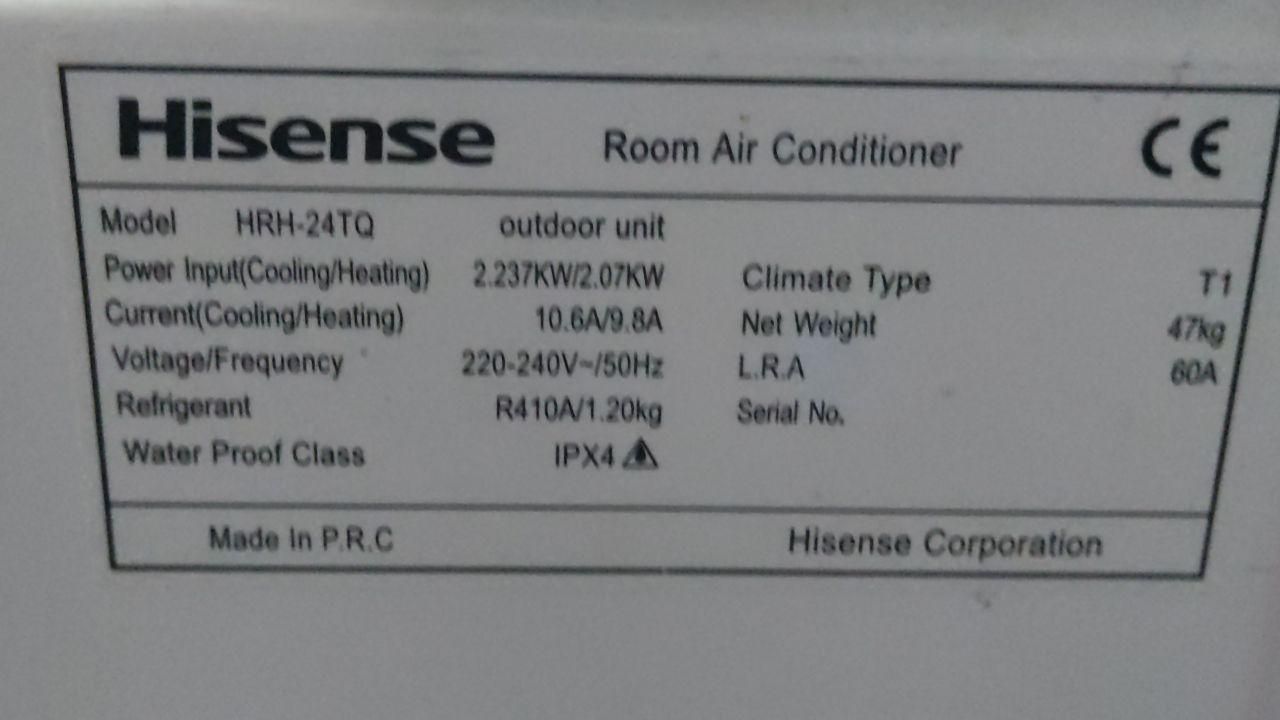 Hisense Room Air Conditioner CE
Model HRH-24TQ outdoor unit
Power Input(Cooling/Heating) 2.237KW/2.07KW Climate Type T1
Current(Cooling/Heating) 10.6A/9.8A Net Weight 47kg
Voltage/Frequency 220-240V~/50Hz L.R.A 60A
Refrigerant R410A/1.20kg Serial No.
Water Proof Class IPX4
Made in P.R.C Hisense Corporation